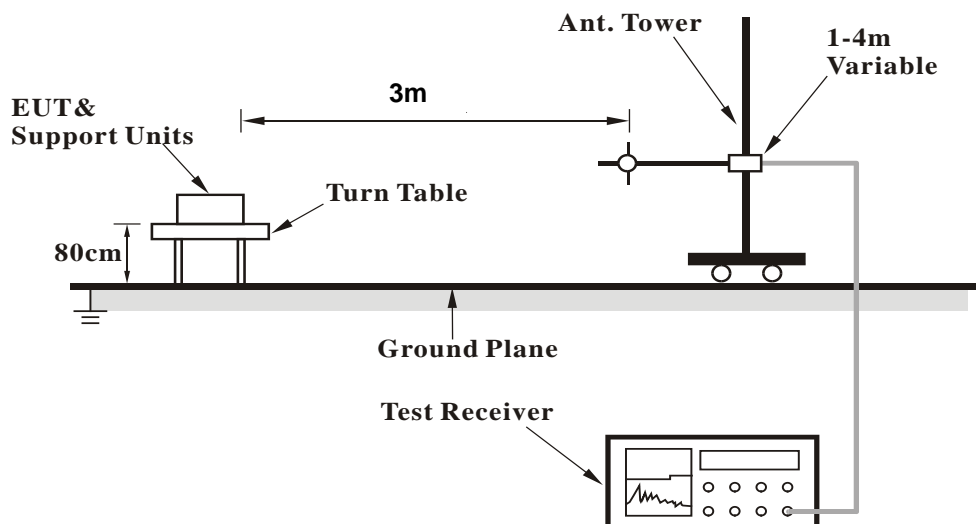 Ant. Tower
1-4m
Variable
3m
EUT&
Support Units
Turn Table
80cm
Ground Plane
Test Receiver